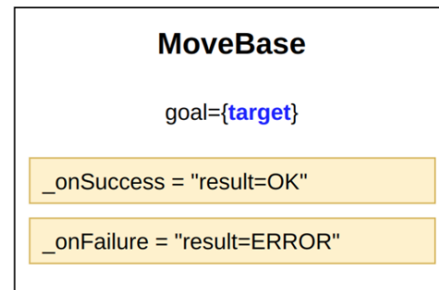 MoveBase
goal={target}
_onSuccess = "result=OK"
_onFailure = "result=ERROR"